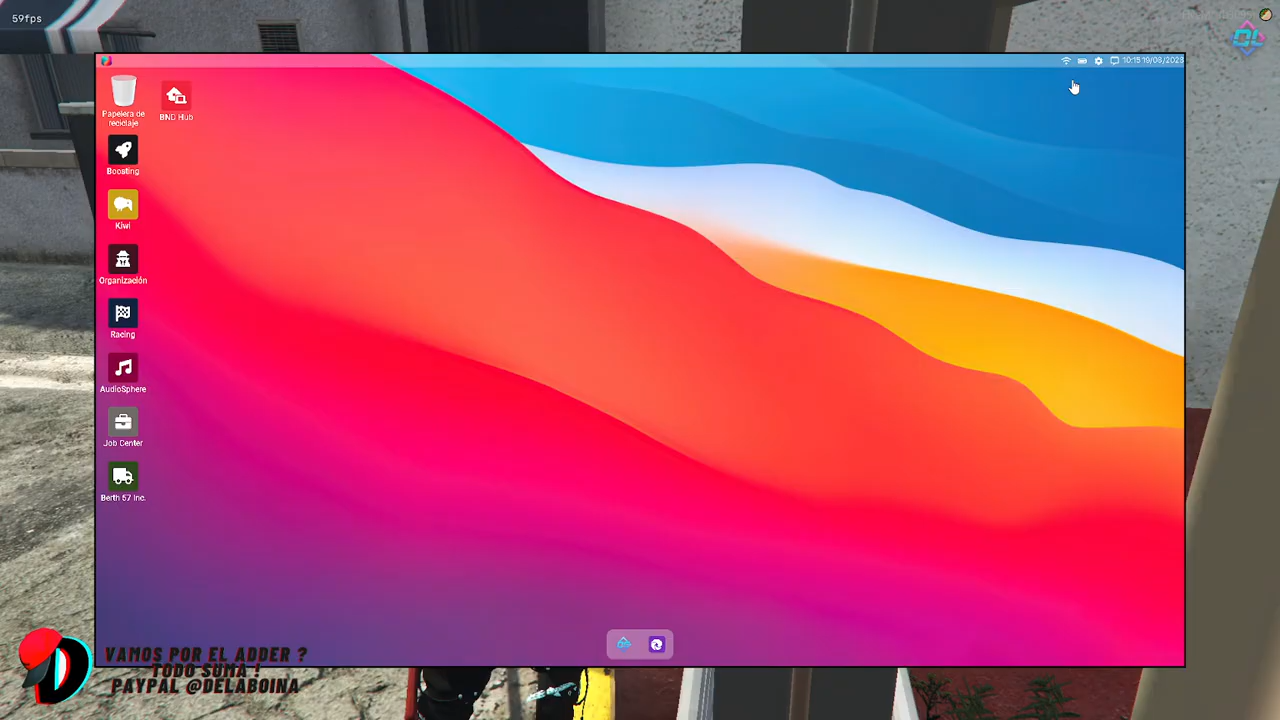 59fps
10:15 19/08/2023
Papelera de
reciclaje
BND Hub
Boosting
Kiwi
Organización
Racing
AudioSphere
Job Center
Berth 57 Inc.
VAMOS POR EL ADDER ?
TODO SUMA !
PAYPAL @DELABOINA